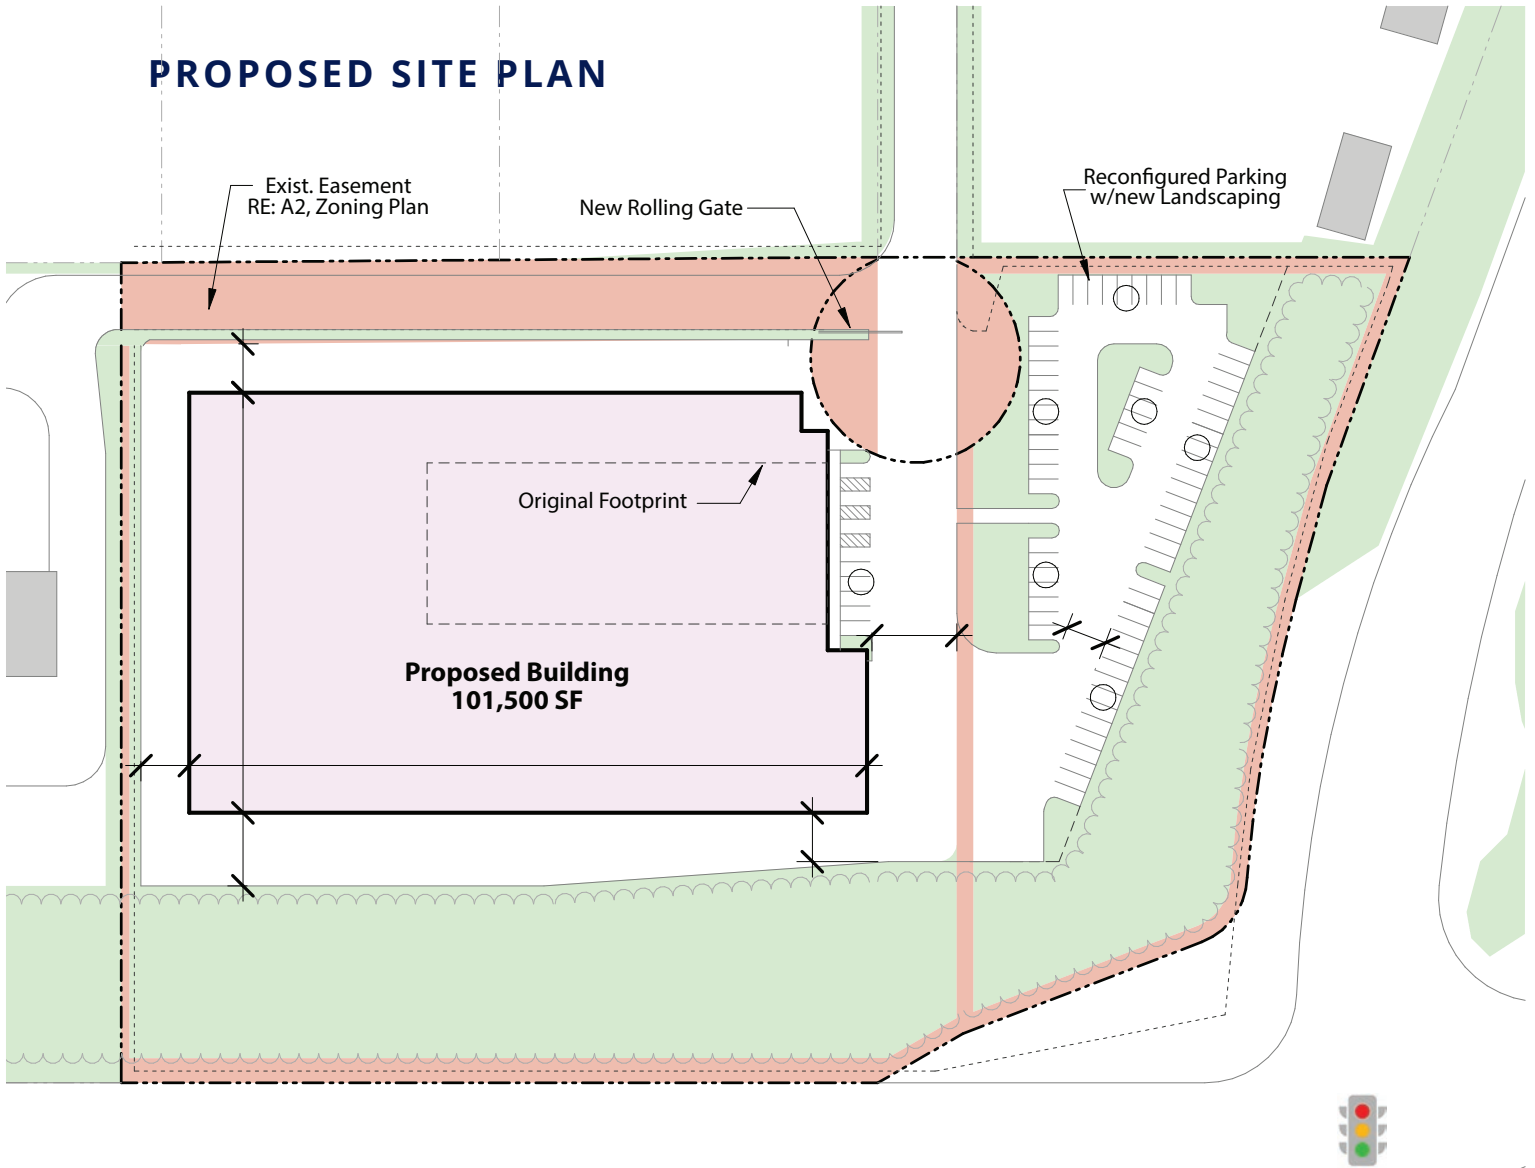 PROPOSED SITE PLAN
Exist. Easement
RE: A2, Zoning Plan
New Rolling Gate
Reconfigured Parking
w/new Landscaping
Original Footprint
Proposed Building
101,500 SF